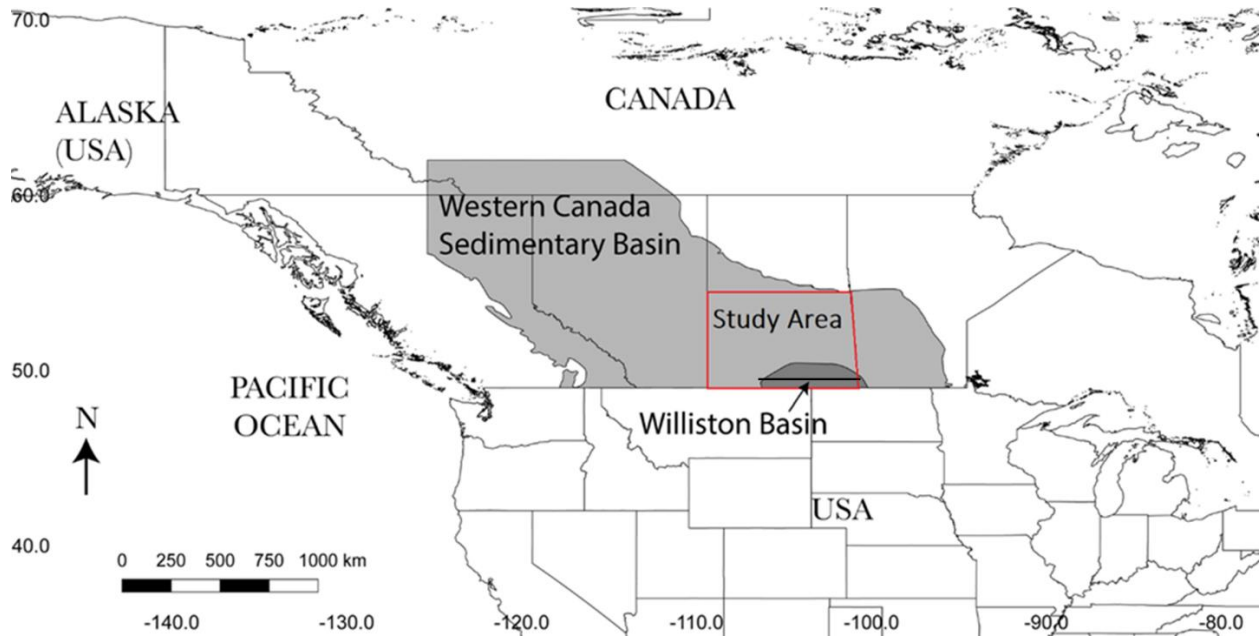 70.0
CANADA
ALASKA
(USA)
60.0
Western Canada
Sedimentary Basin
Study Area
50.0
PACIFIC
OCEAN
Williston Basin
N
USA
40.0
0 250 500 750 1000 km
-140.0 -130.0 -120.0 -110.0 -100.0 -90.0 -80.0